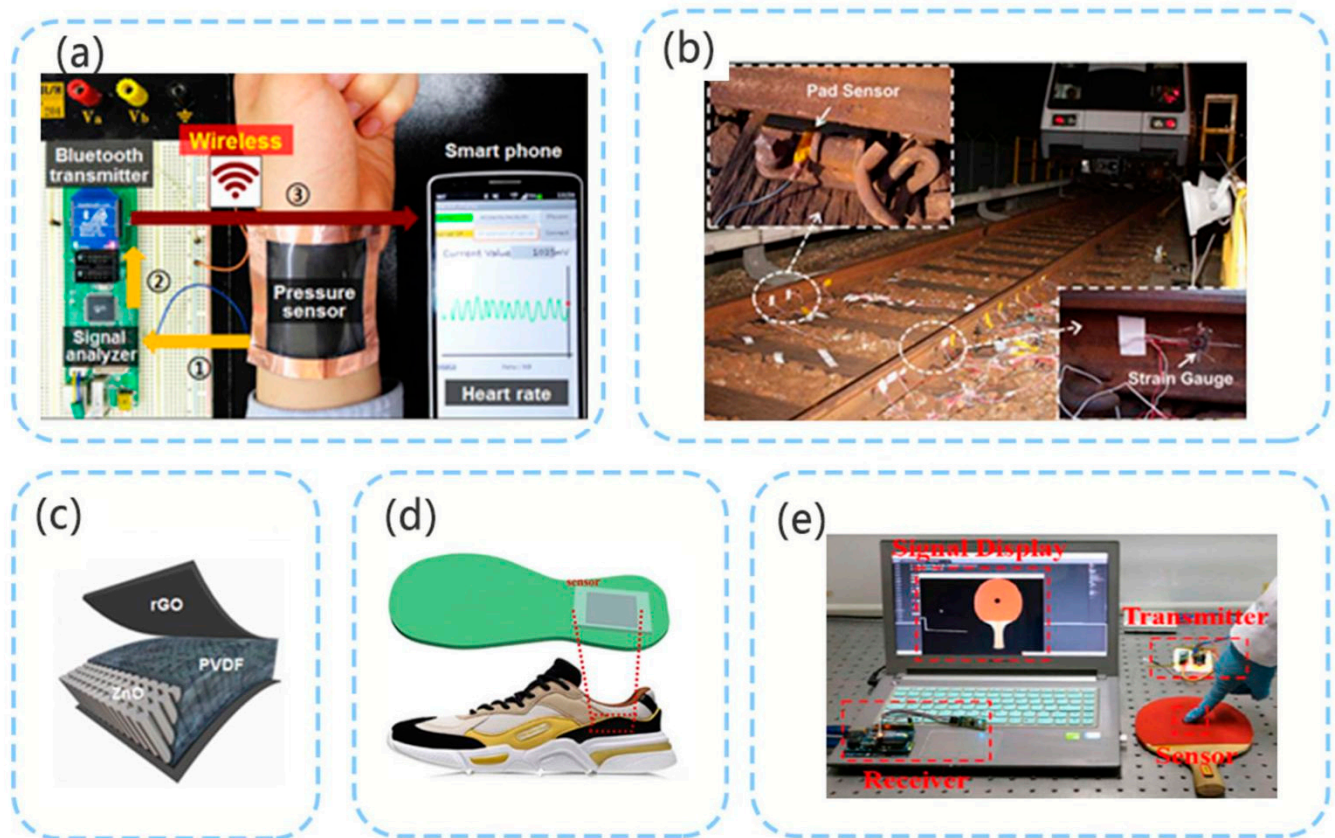 (a)
Va
Vb
Wireless
Bluetooth
transmitter
Smart phone
③
Current Value 1035mV
②
Pressure
sensor
Signal
analyzer
①
Heart rate
(b)
Pad Sensor
Strain Gauge
(c)
rGO
PVDF
ZnO
(d)
sensor
(e)
Signal Display
Transmitter
Receiver
Sensor